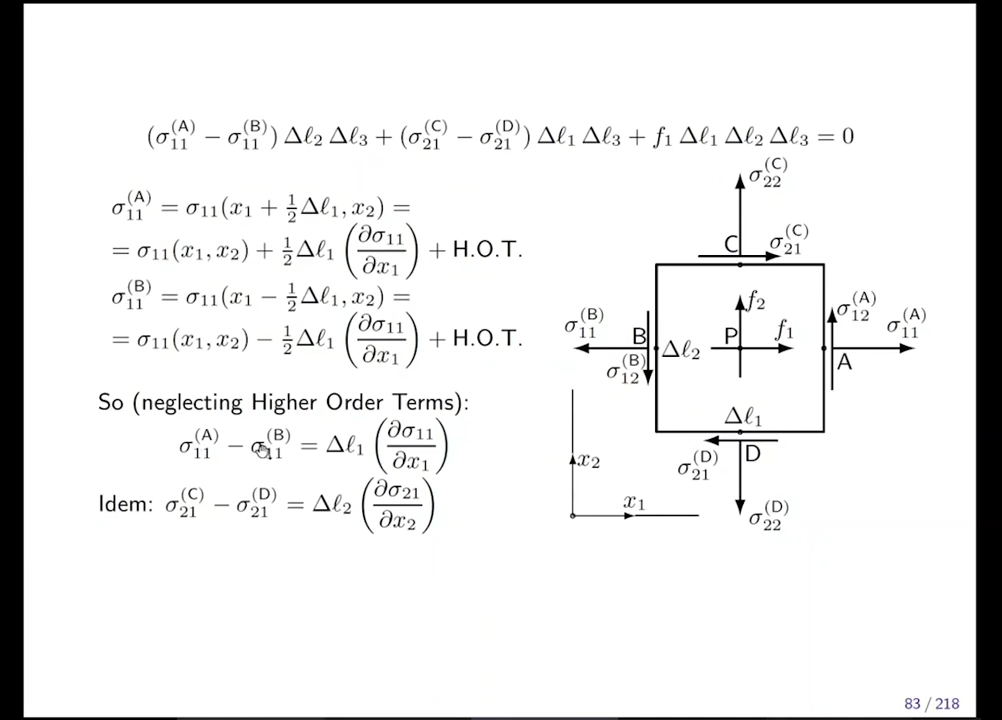 (σ₁₁⁽ᴬ⁾ − σ₁₁⁽ᴮ⁾) Δℓ₂ Δℓ₃ + (σ₂₁⁽ᶜ⁾ − σ₂₁⁽ᴰ⁾) Δℓ₁ Δℓ₃ + f₁ Δℓ₁ Δℓ₂ Δℓ₃ = 0
σ₁₁⁽ᴬ⁾ = σ₁₁(x₁ + ½Δℓ₁, x₂) =
= σ₁₁(x₁, x₂) + ½Δℓ₁ (∂σ₁₁/∂x₁) + H.O.T.
σ₁₁⁽ᴮ⁾ = σ₁₁(x₁ − ½Δℓ₁, x₂) =
= σ₁₁(x₁, x₂) − ½Δℓ₁ (∂σ₁₁/∂x₁) + H.O.T.
So (neglecting Higher Order Terms):
σ₁₁⁽ᴬ⁾ − σ₁₁⁽ᴮ⁾ = Δℓ₁ (∂σ₁₁/∂x₁)
Idem: σ₂₁⁽ᶜ⁾ − σ₂₁⁽ᴰ⁾ = Δℓ₂ (∂σ₂₁/∂x₂)
σ₂₂⁽ᶜ⁾
C
σ₂₁⁽ᶜ⁾
f₂
σ₁₂⁽ᴬ⁾
σ₁₁⁽ᴮ⁾
B
P
f₁
σ₁₁⁽ᴬ⁾
Δℓ₂
A
σ₁₂⁽ᴮ⁾
Δℓ₁
x₂
σ₂₁⁽ᴰ⁾
D
x₁
σ₂₂⁽ᴰ⁾
83 / 218